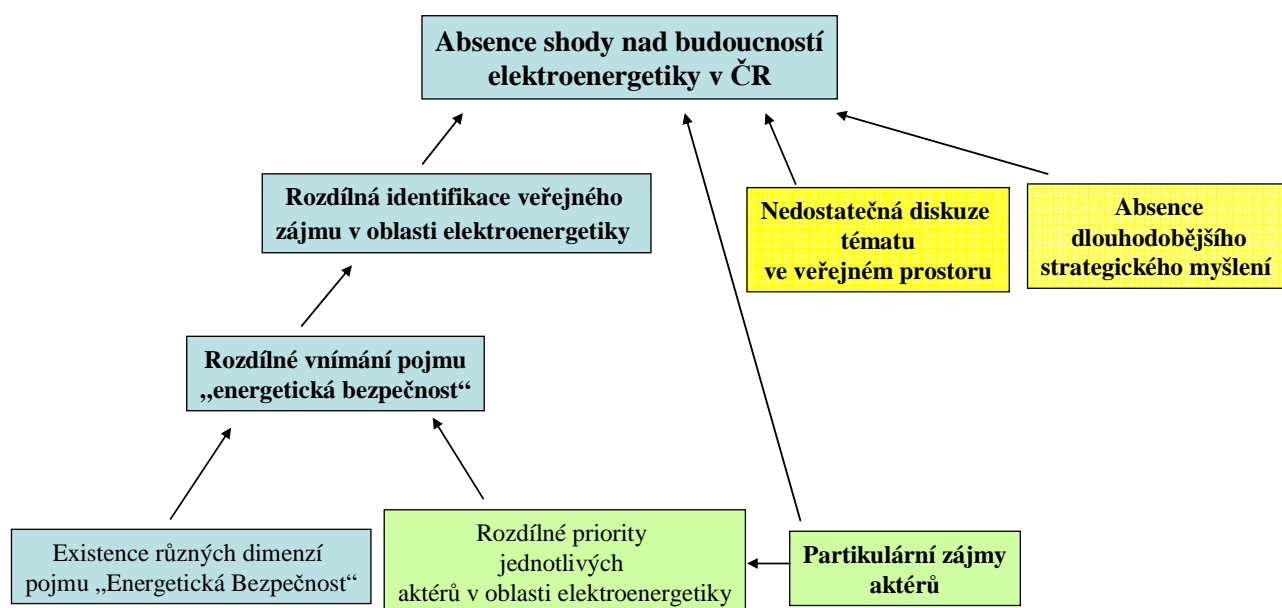 Absence shody nad budoucností
elektroenergetiky v ČR
Rozdílná identifikace veřejného
zájmu v oblasti elektroenergetiky
Nedostatečná diskuze
tématu
ve veřejném prostoru
Absence
dlouhodobějšího
strategického myšlení
Rozdílné vnímání pojmu
„energetická bezpečnost“
Existence různých dimenzí
pojmu „Energetická Bezpečnost“
Rozdílné priority
jednotlivých
aktérů v oblasti elektroenergetiky
Partikulární zájmy
aktérů